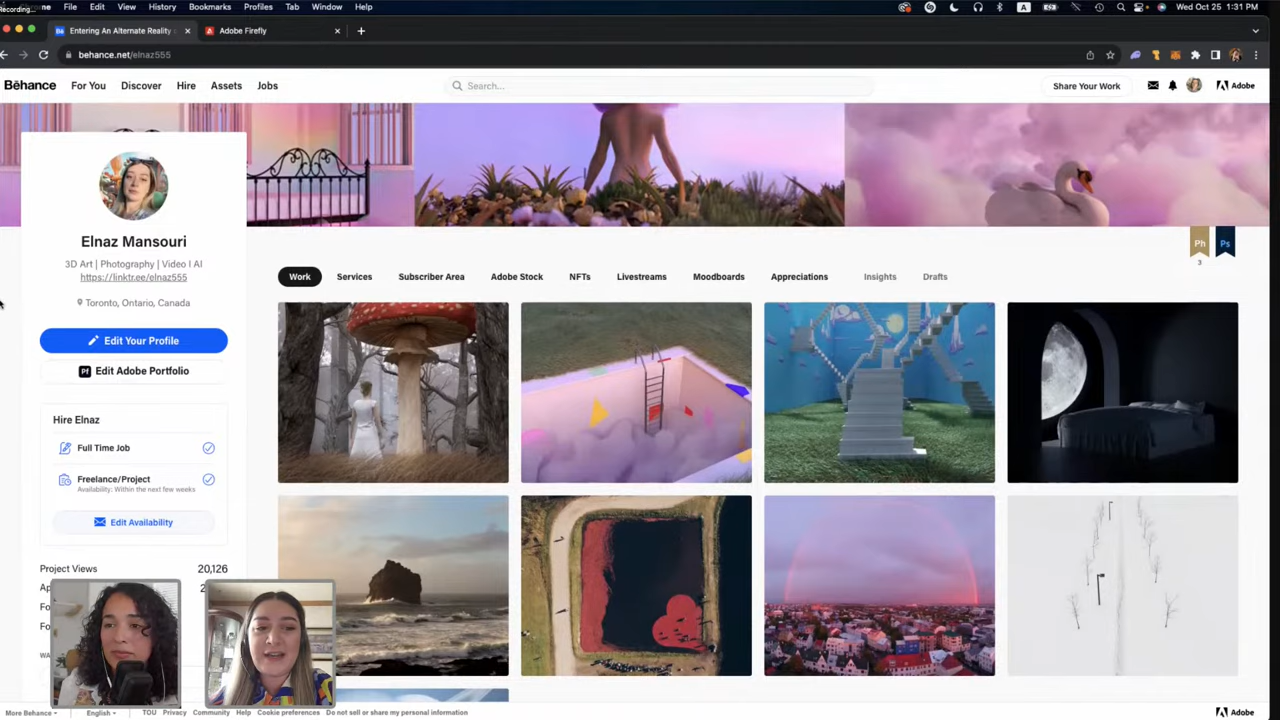 Recording...
Chrome File Edit View History Bookmarks Profiles Tab Window Help A Wed Oct 25 1:31 PM
Bē Entering An Alternate Reality Adobe Firefly
behance.net/elnaz555
Bēhance For You Discover Hire Assets Jobs Search... Share Your Work Adobe
Elnaz Mansouri
3D Art | Photography | Video I AI
https://linktr.ee/elnaz555
Toronto, Ontario, Canada
Ph Ps
3
Work Services Subscriber Area Adobe Stock NFTs Livestreams Moodboards Appreciations Insights Drafts
Edit Your Profile
Pf Edit Adobe Portfolio
Hire Elnaz
Full Time Job
Freelance/Project
Availability: Within the next few weeks
Edit Availability
Project Views 20,126
More Behance English TOU Privacy Community Help Cookie preferences Do not sell or share my personal information Adobe